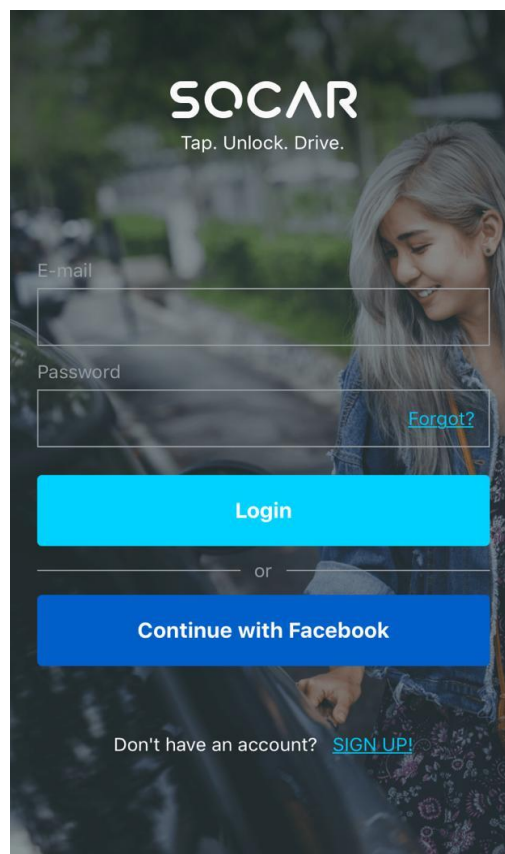 SOCAR
Tap. Unlock. Drive.
E-mail
Password
Forgot?
Login
or
Continue with Facebook
Don't have an account? SIGN UP!